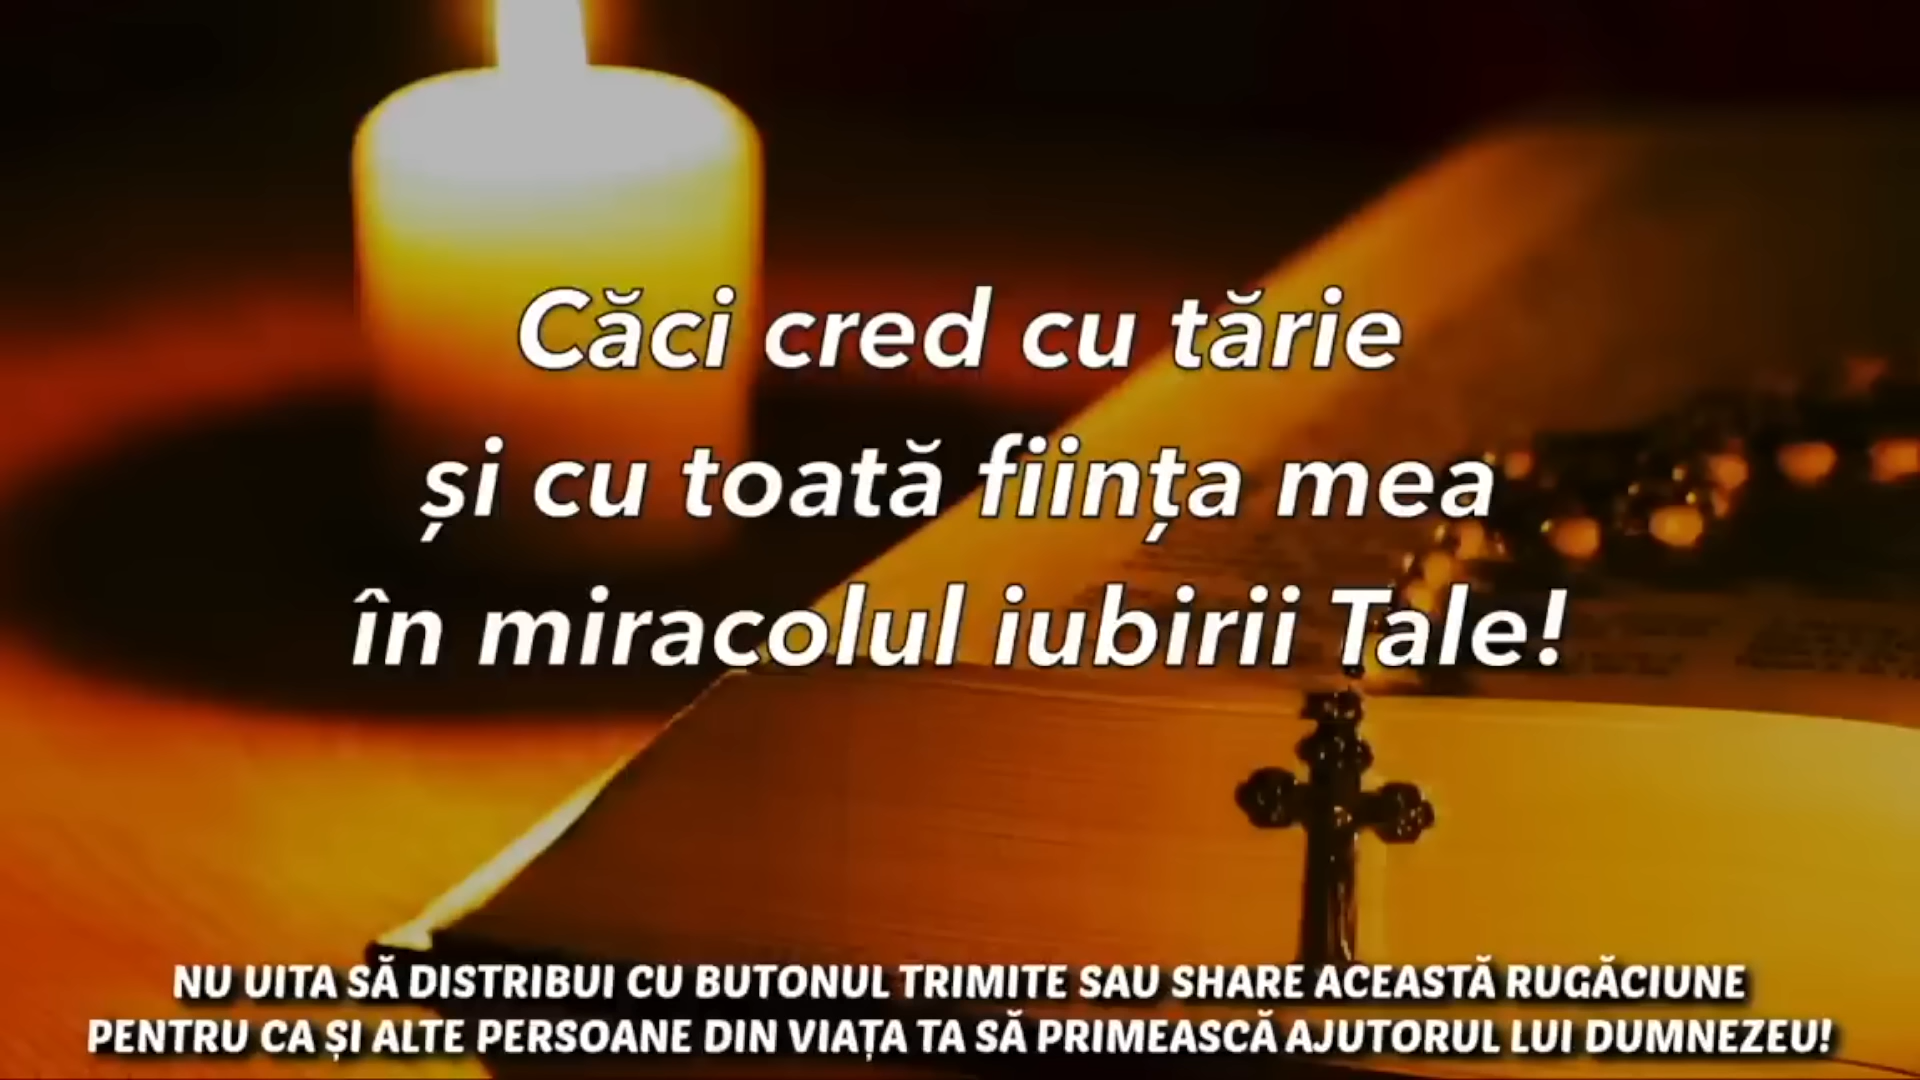 Căci cred cu tărie
și cu toată ființa mea
în miracolul iubirii Tale!
NU UITA SĂ DISTRIBUI CU BUTONUL TRIMITE SAU SHARE ACEASTĂ RUGĂCIUNE
PENTRU CA ȘI ALTE PERSOANE DIN VIAȚA TA SĂ PRIMEASCĂ AJUTORUL LUI DUMNEZEU!